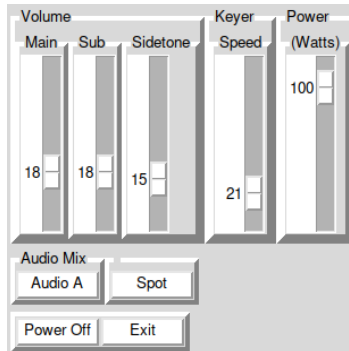 Volume Keyer Power
Main Sub Sidetone Speed (Watts)
100
18 18 15 21
Audio Mix
Audio A Spot
Power Off Exit